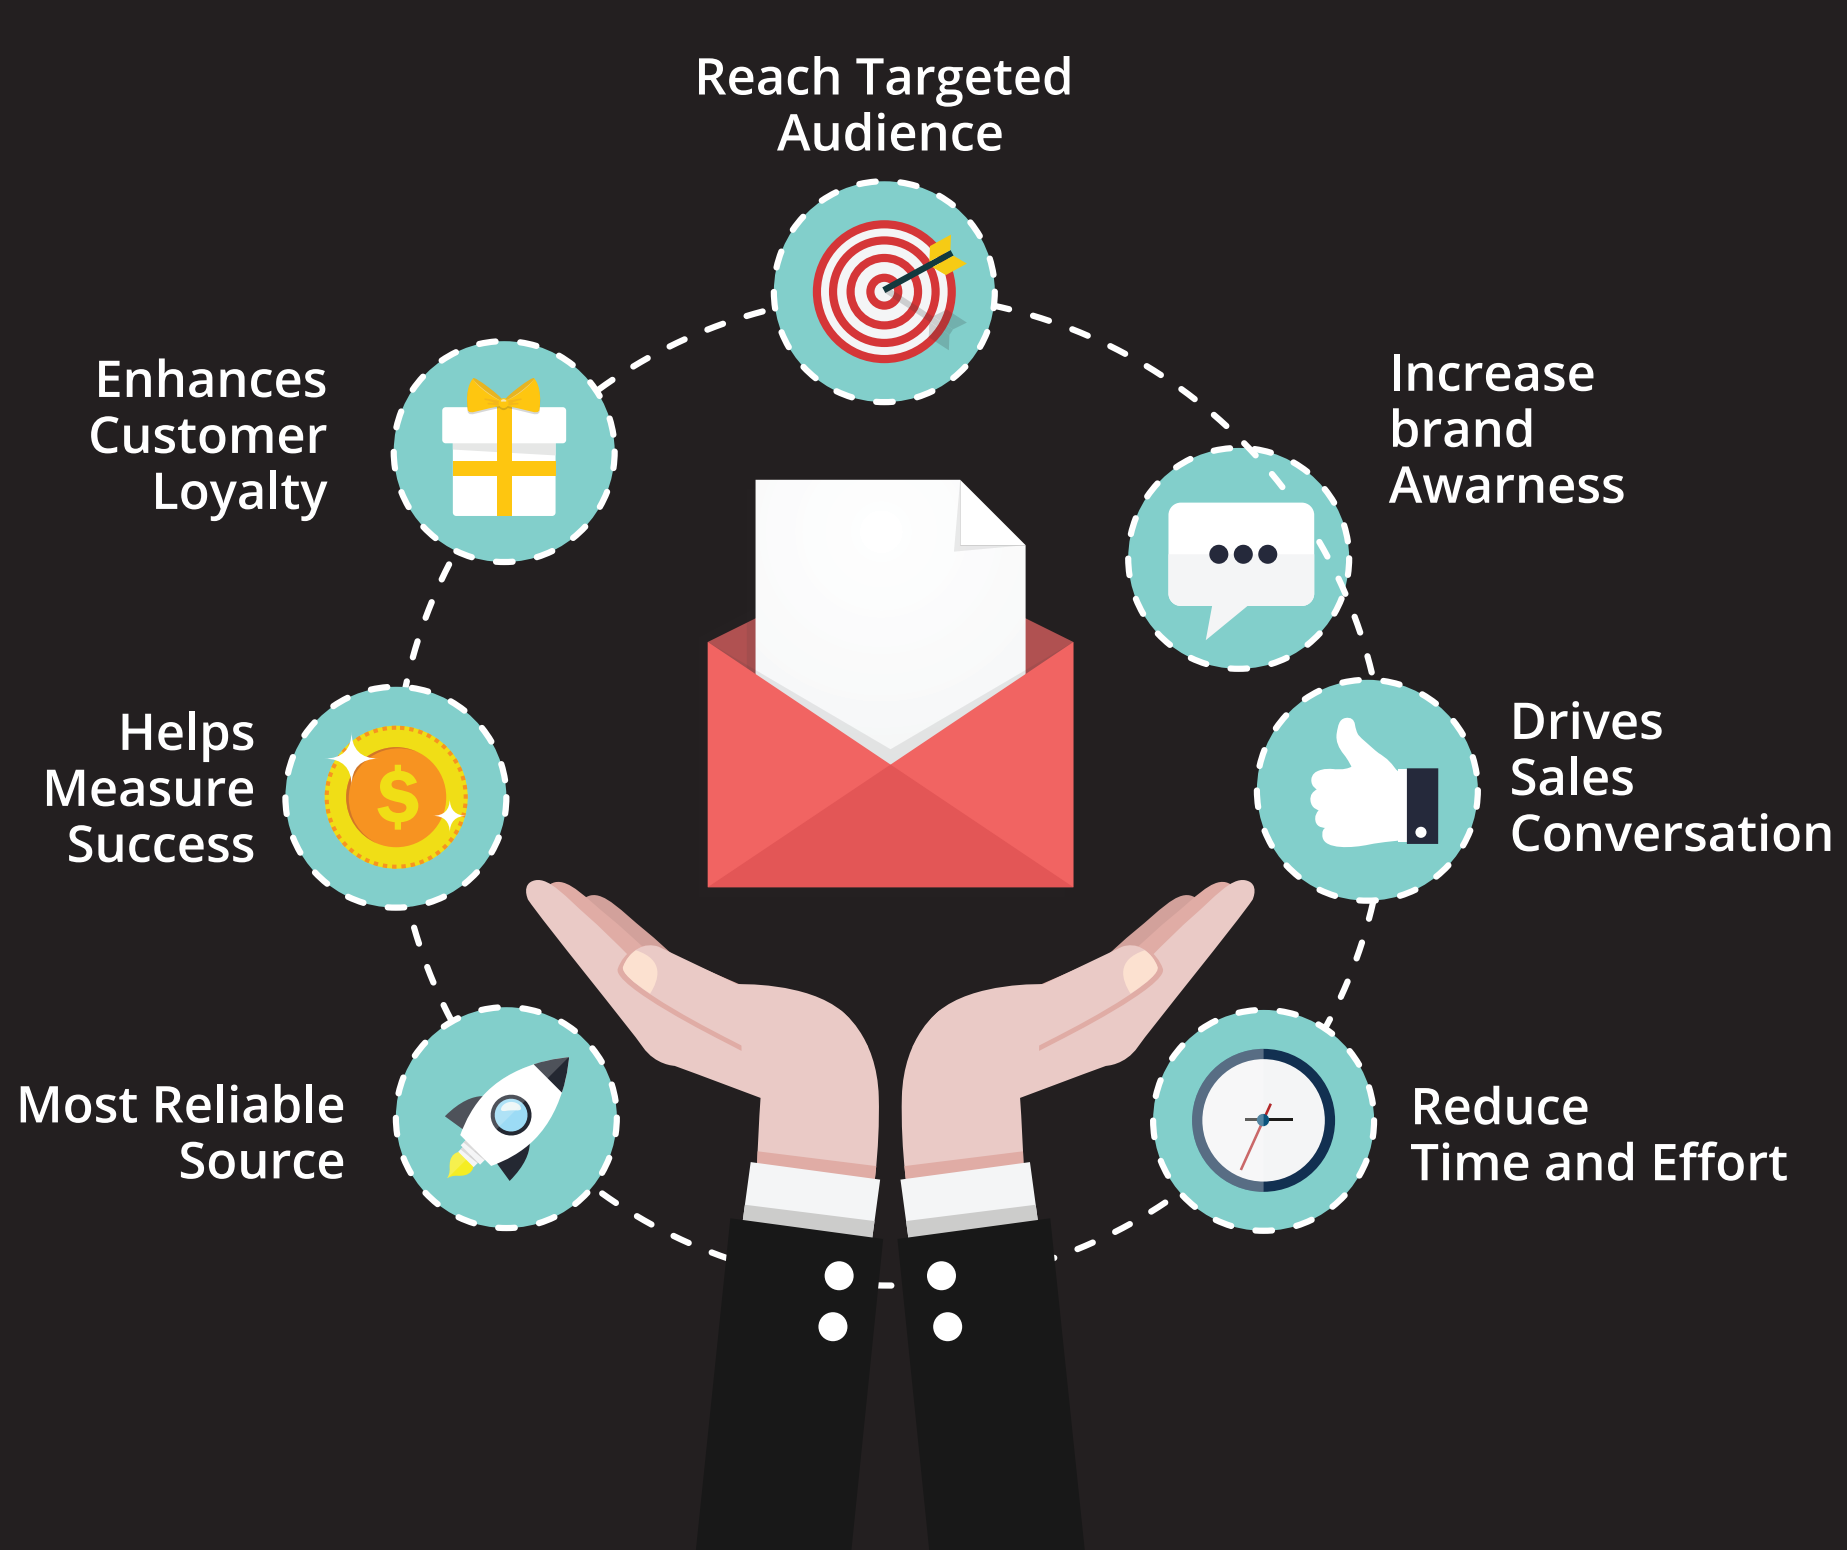 Reach Targeted
Audience
Enhances
Customer
Loyalty
Increase
brand
Awarness
Helps
Measure
Success
$
Drives
Sales
Conversation
Most Reliable
Source
Reduce
Time and Effort